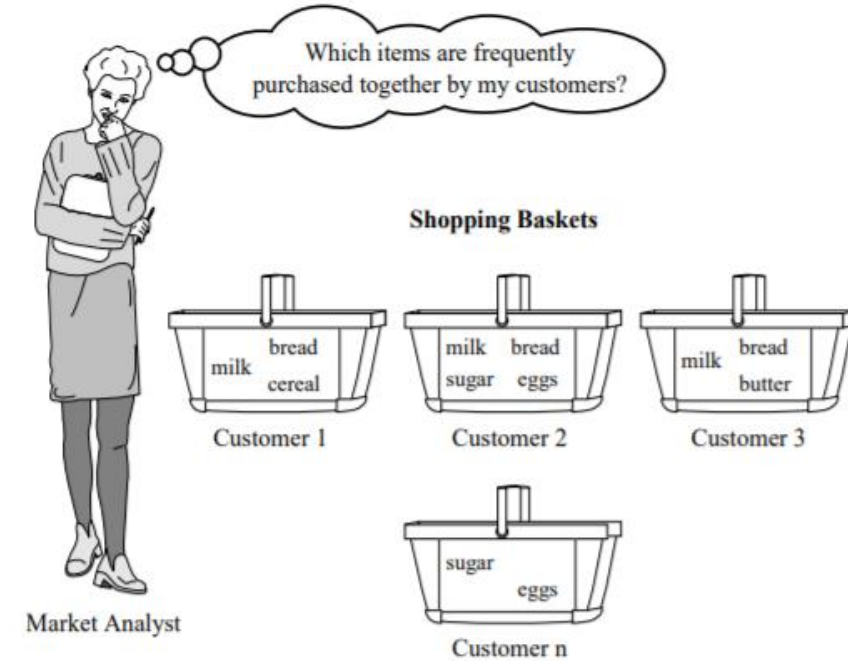 Which items are frequently
purchased together by my customers?
Shopping Baskets
milk
bread
cereal
milk bread
sugar eggs
milk
bread
butter
Customer 1
Customer 2
Customer 3
sugar
eggs
Market Analyst
Customer n